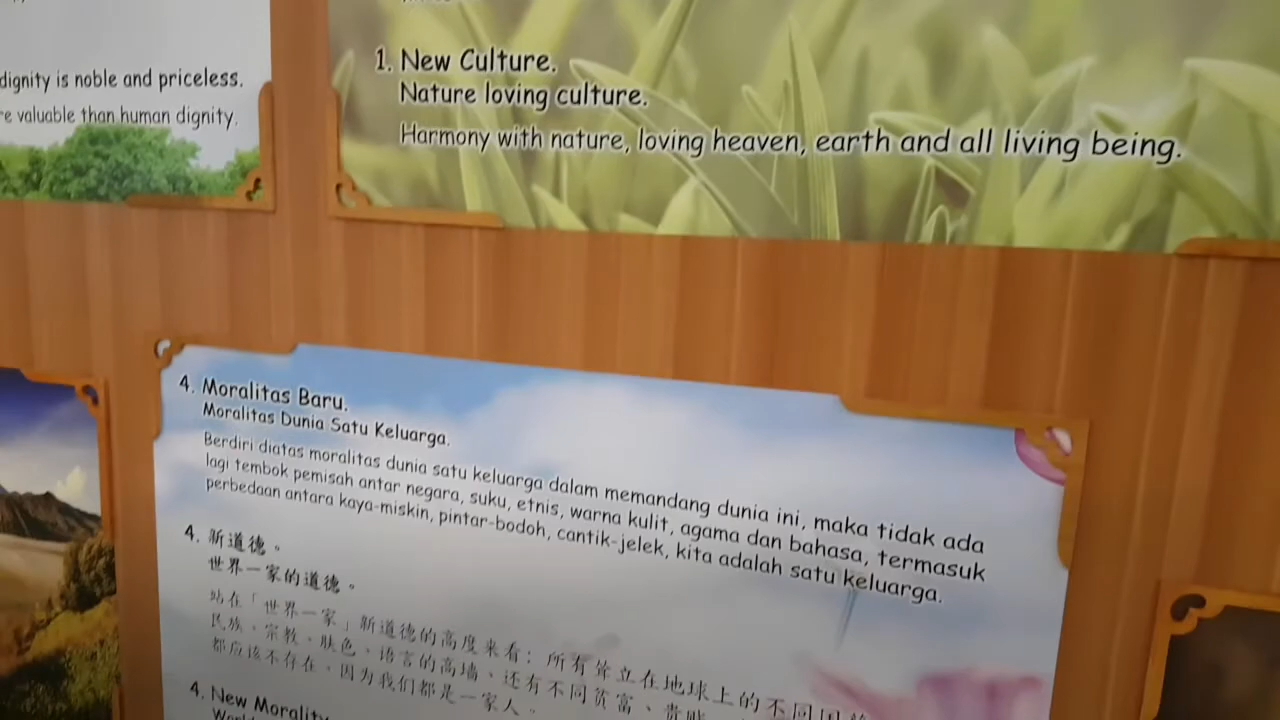 dignity is noble and priceless.
valuable than human dignity.
1. New Culture.
Nature loving culture.
Harmony with nature, loving heaven, earth and all living being.
4. Moralitas Baru.
Moralitas Dunia Satu Keluarga.
Berdiri diatas moralitas dunia satu keluarga dalam memandang dunia ini, maka tidak ada
lagi tembok pemisah antar negara, suku, etnis, warna kulit, agama dan bahasa, termasuk
perbedaan antara kaya-miskin, pintar-bodoh, cantik-jelek, kita adalah satu keluarga.
4. 新道德。
世界一家的道德。
站在「世界一家」新道德的高度来看：所有耸立在地球上的不同
民族、宗教、肤色、语言的高墙、还有不同贫富、贵贱
都应该不存在，因为我们都是一家人。
4. New Morality